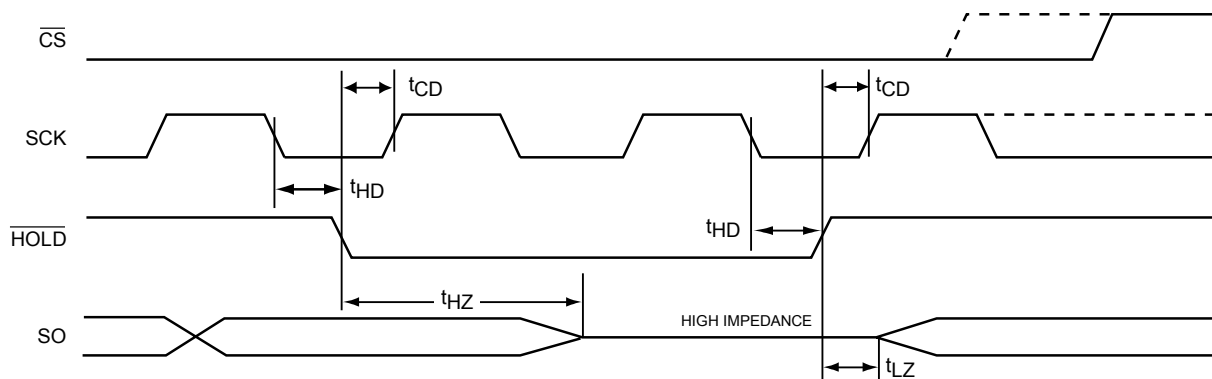 CS
tCD
tCD
SCK
tHD
HOLD
tHD
tHZ
HIGH IMPEDANCE
SO
tLZ